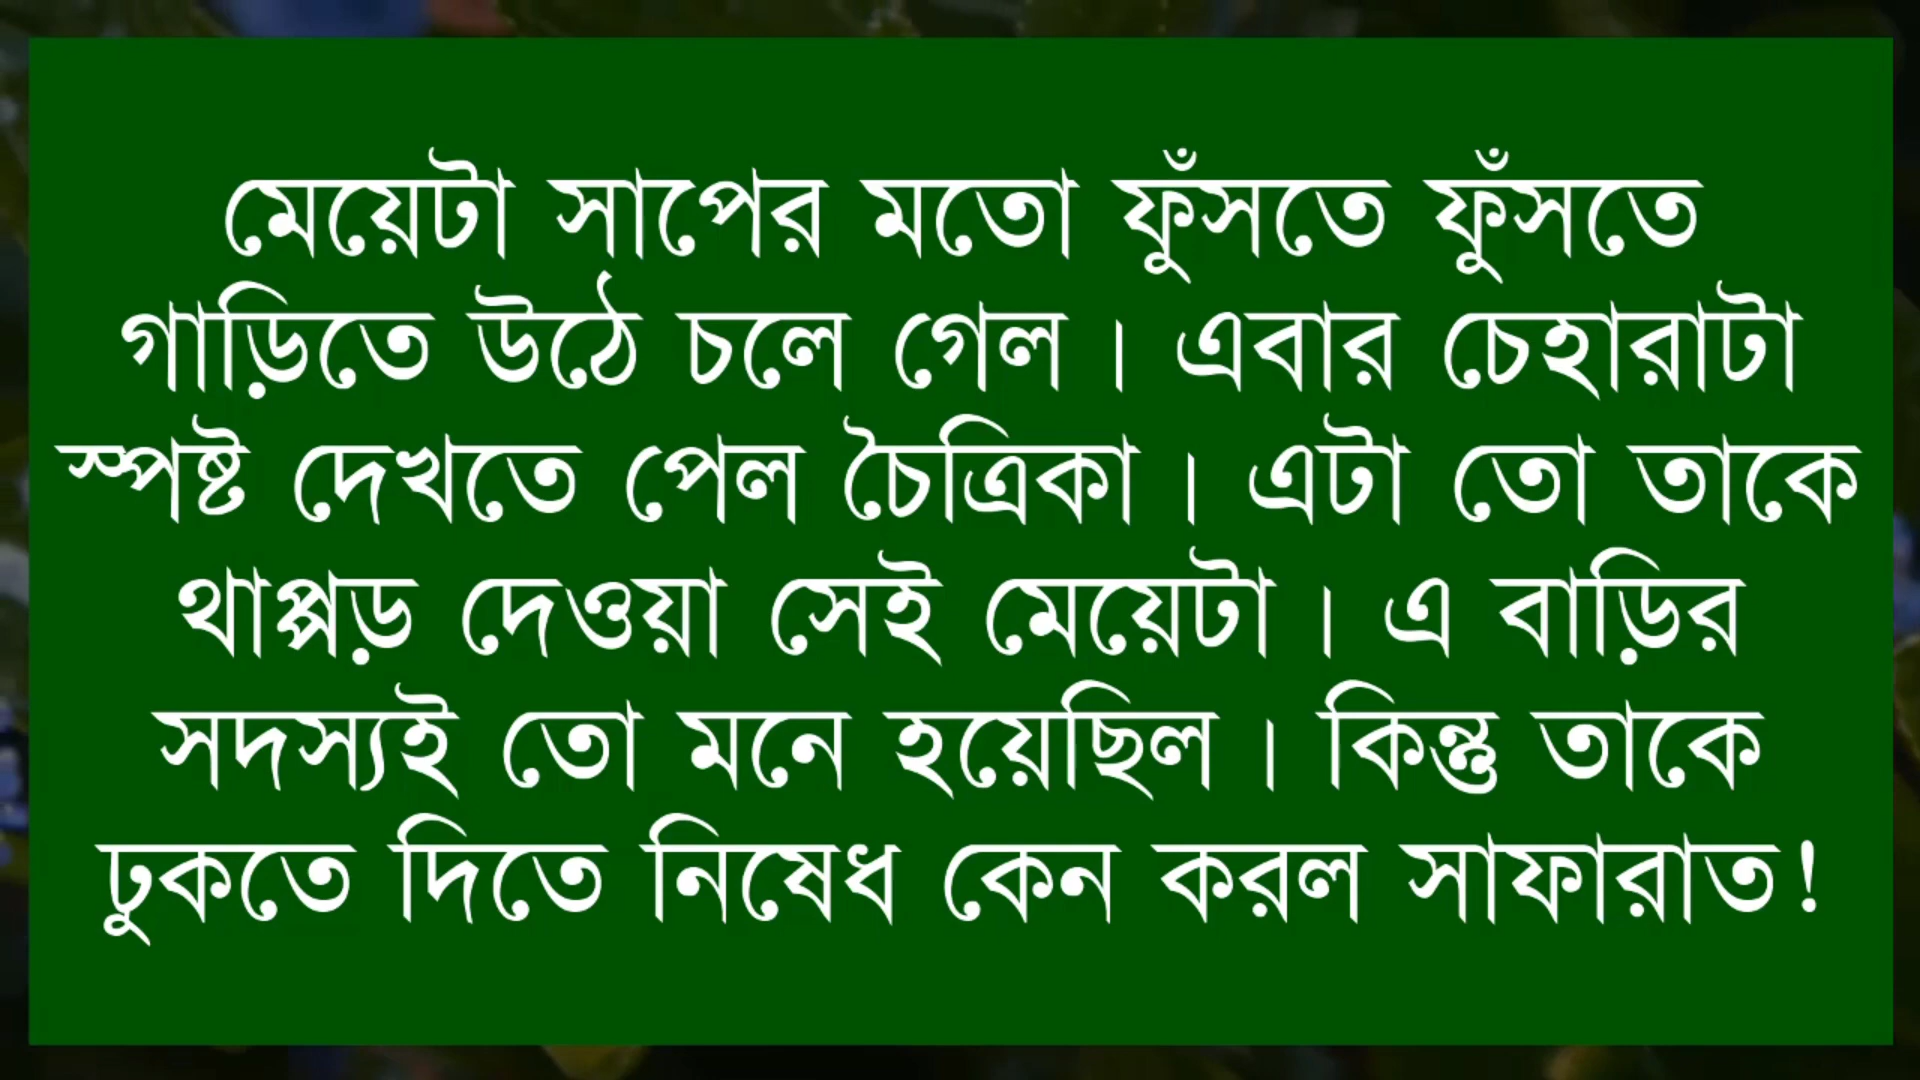 মেয়েটা সাপের মতো ফুঁসতে ফুঁসতে
গাড়িতে উঠে চলে গেল। এবার চেহারাটা
স্পষ্ট দেখতে পেল চৈত্রিকা। এটা তো তাকে
থাপ্পড় দেওয়া সেই মেয়েটা। এ বাড়ির
সদস্যই তো মনে হয়েছিল। কিন্তু তাকে
ঢুকতে দিতে নিষেধ কেন করল সাফারাত!